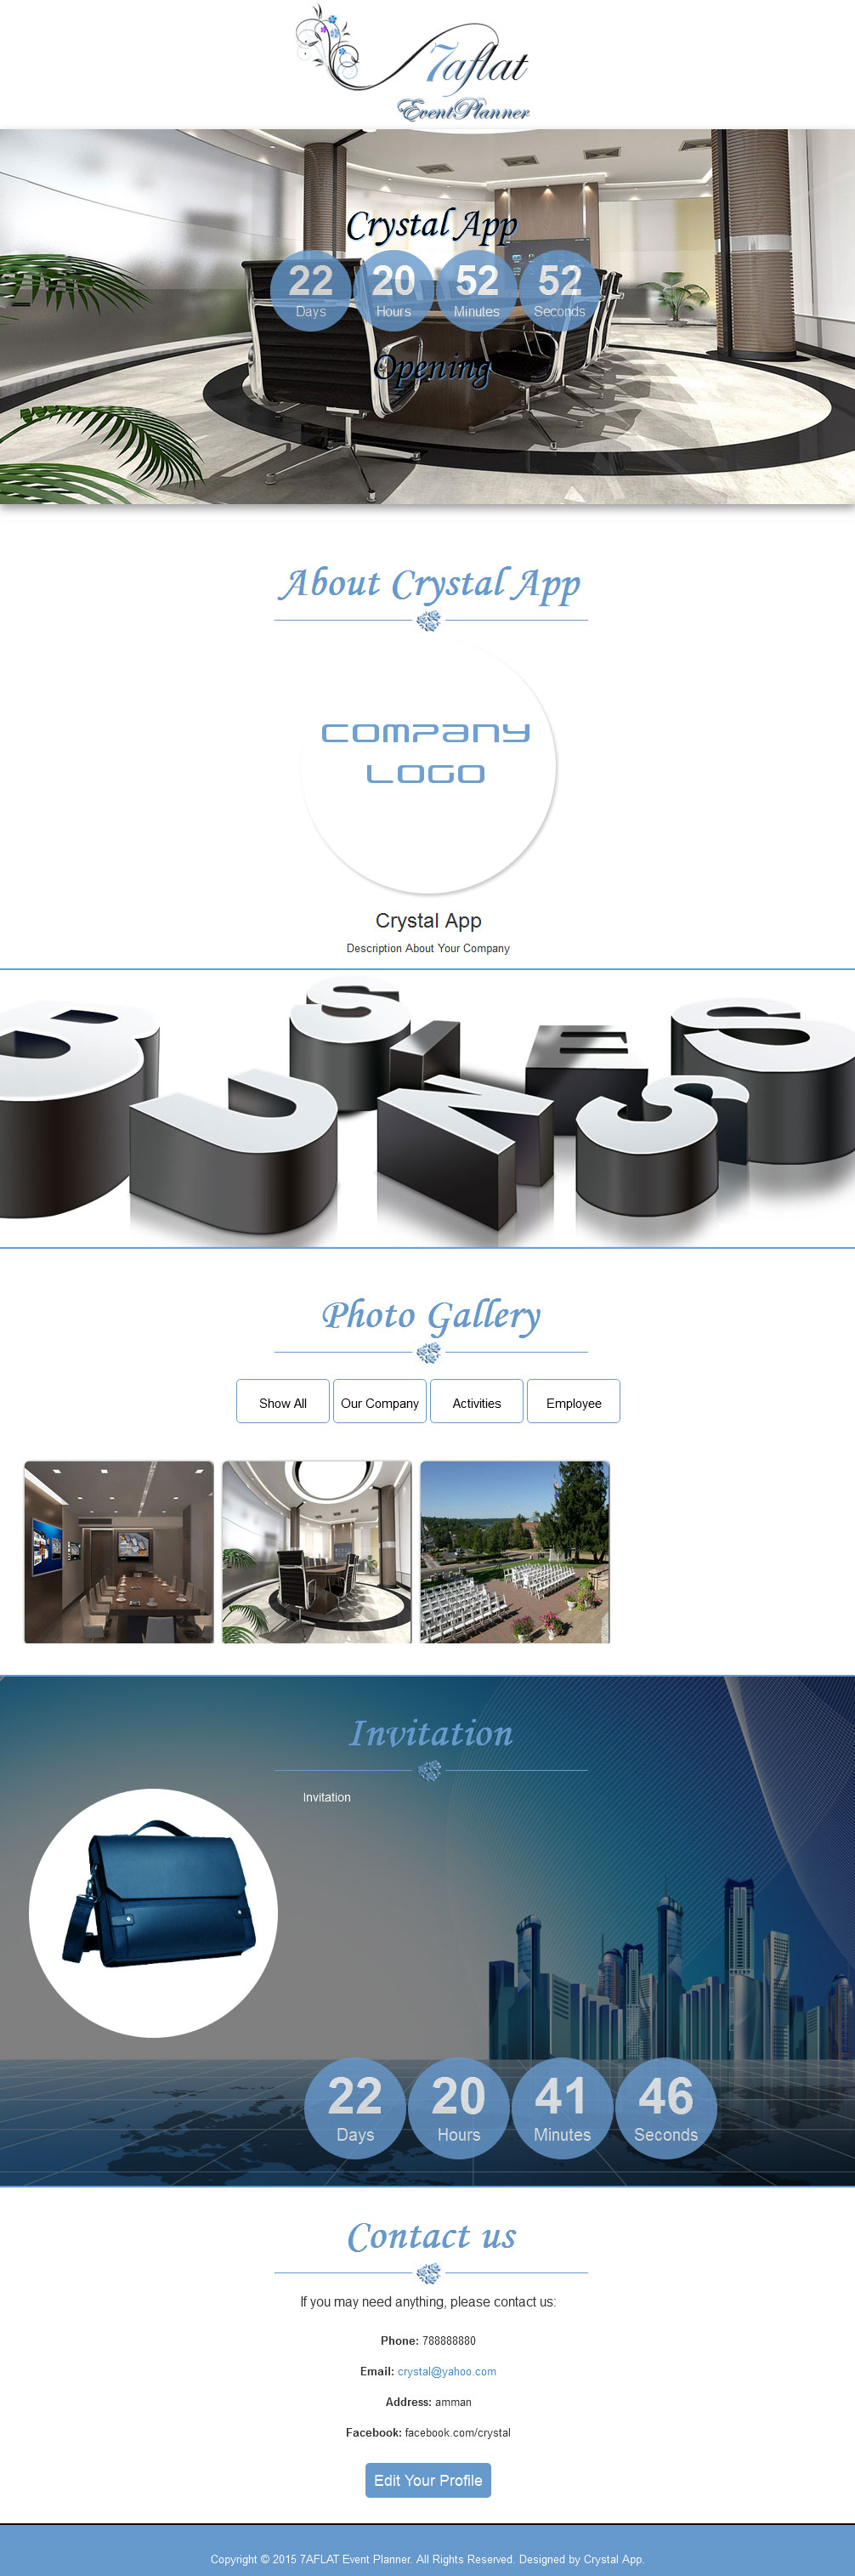 7aflat
EventPlanner
Crystal App
22 20 52 52
Days Hours Minutes Seconds
Opening
About Crystal App
COMPANY
LOGO
Crystal App
Description About Your Company
BUSINESS
Photo Gallery
Show All Our Company Activities Employee
Invitation
Invitation
22 20 41 46
Days Hours Minutes Seconds
Contact us
If you may need anything, please contact us:
Phone: 788888880
Email: crystal@yahoo.com
Address: amman
Facebook: facebook.com/crystal
Edit Your Profile
Copyright © 2015 7AFLAT Event Planner. All Rights Reserved. Designed by Crystal App.